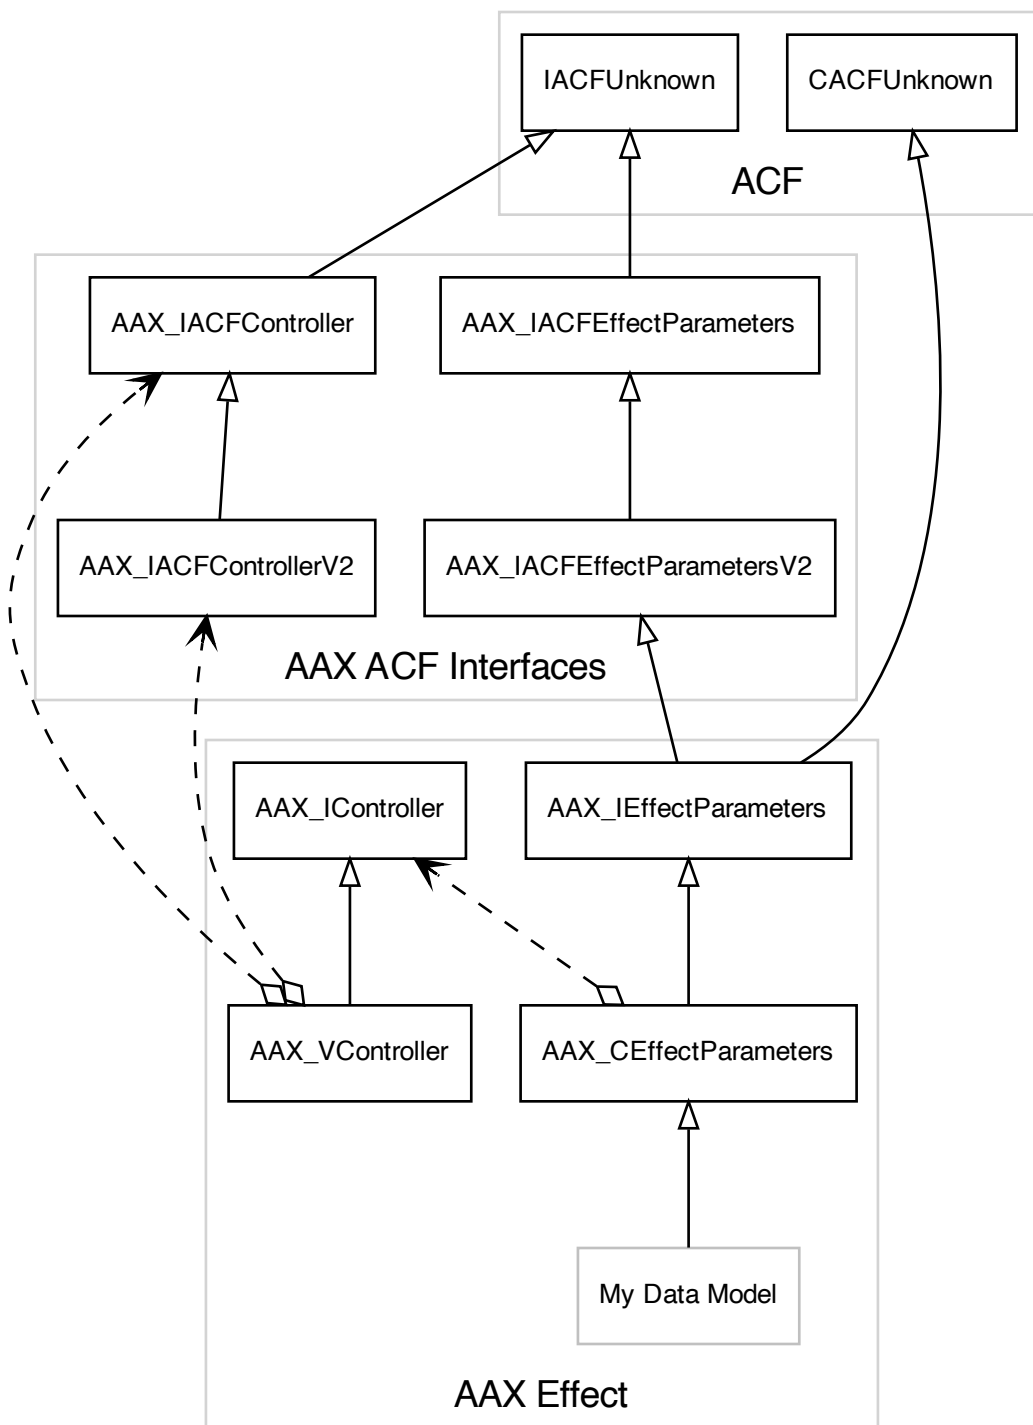 IACFUnknown
CACFUnknown
ACF
AAX_IACFController
AAX_IACFEffectParameters
AAX_IACFControllerV2
AAX_IACFEffectParametersV2
AAX ACF Interfaces
AAX_IController
AAX_IEffectParameters
AAX_VController
AAX_CEffectParameters
My Data Model
AAX Effect